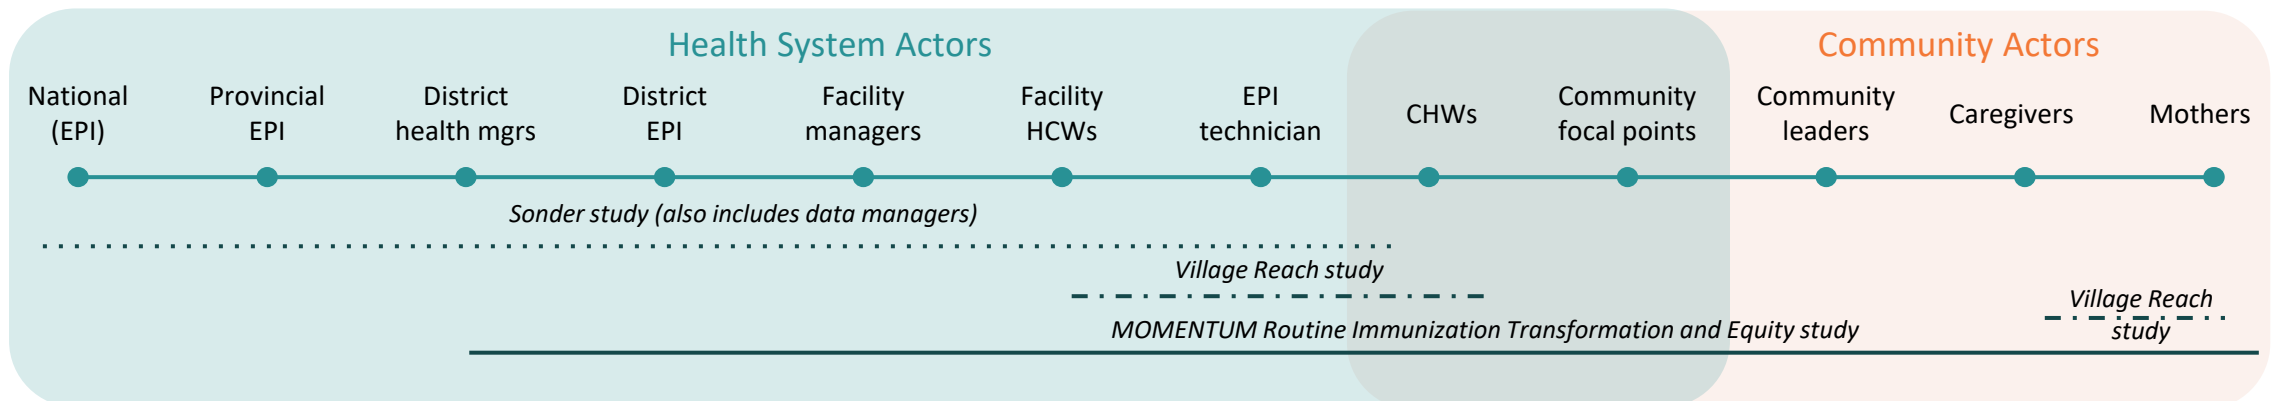 Health System Actors
Community Actors
National
(EPI)
Provincial
EPI
District
health mgrs
District
EPI
Facility
managers
Facility
HCWs
EPI
technician
CHWs
Community
focal points
Community
leaders
Caregivers
Mothers
Sonder study (also includes data managers)
Village Reach study
Village Reach
study
MOMENTUM Routine Immunization Transformation and Equity study